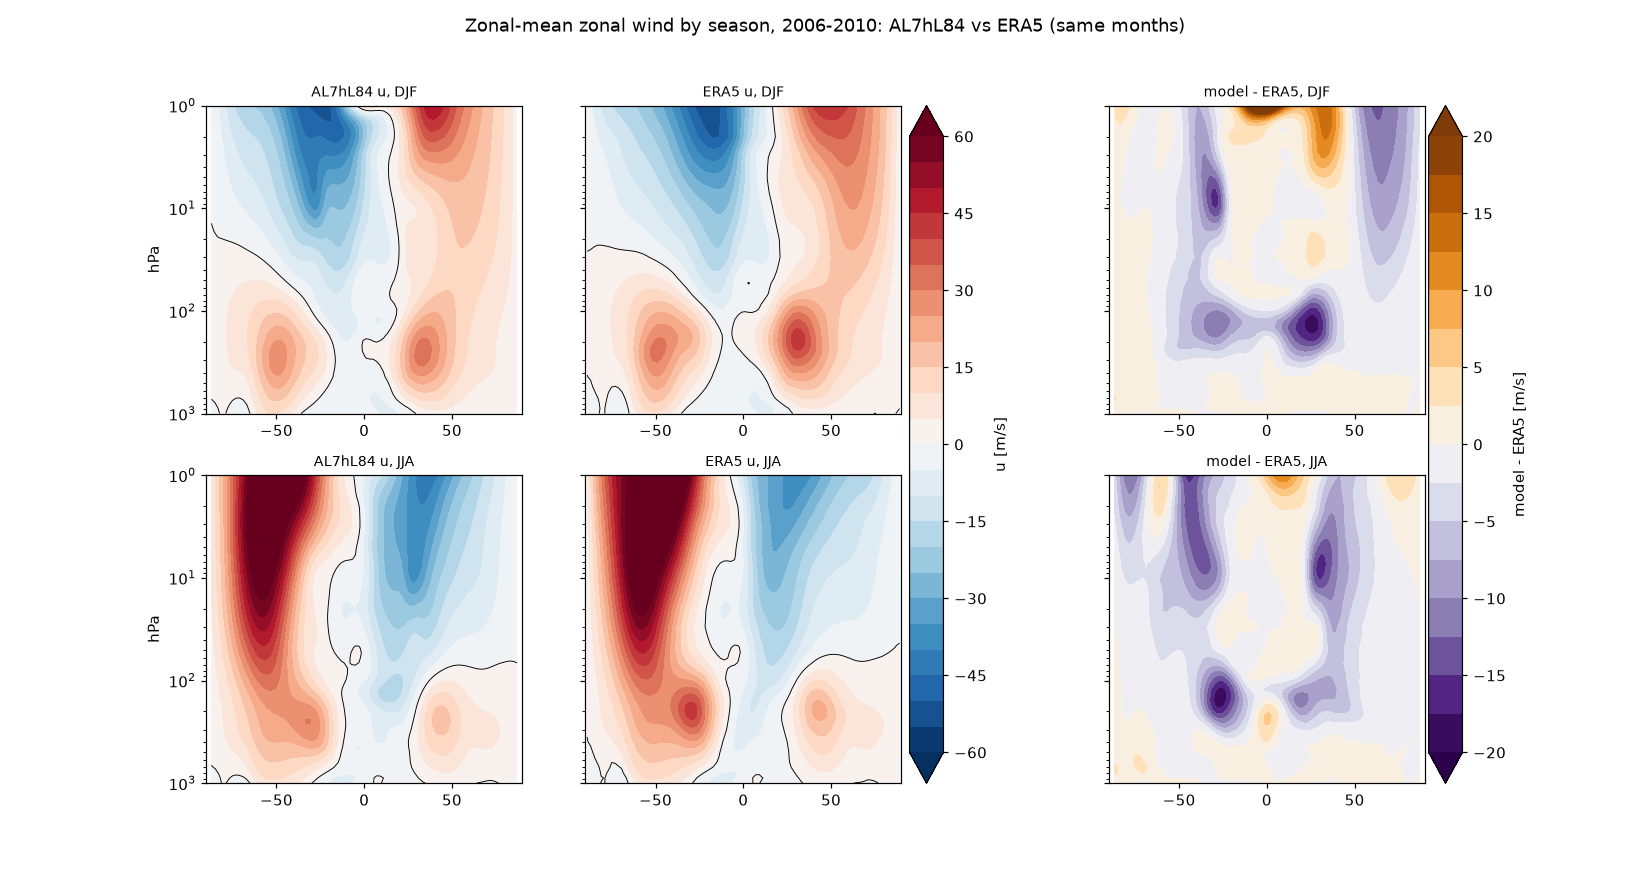 Zonal-mean zonal wind by season, 2006-2010: AL7hL84 vs ERA5 (same months)
AL7hL84 u, DJF
ERA5 u, DJF
model - ERA5, DJF
10⁰
10¹
10²
10³
hPa
−50 0 50
−50 0 50
−50 0 50
AL7hL84 u, JJA
ERA5 u, JJA
model - ERA5, JJA
10⁰
10¹
10²
10³
hPa
−50 0 50
−50 0 50
−50 0 50
60
45
30
15
0
−15
−30
−45
−60
u [m/s]
20
15
10
5
0
−5
−10
−15
−20
model - ERA5 [m/s]